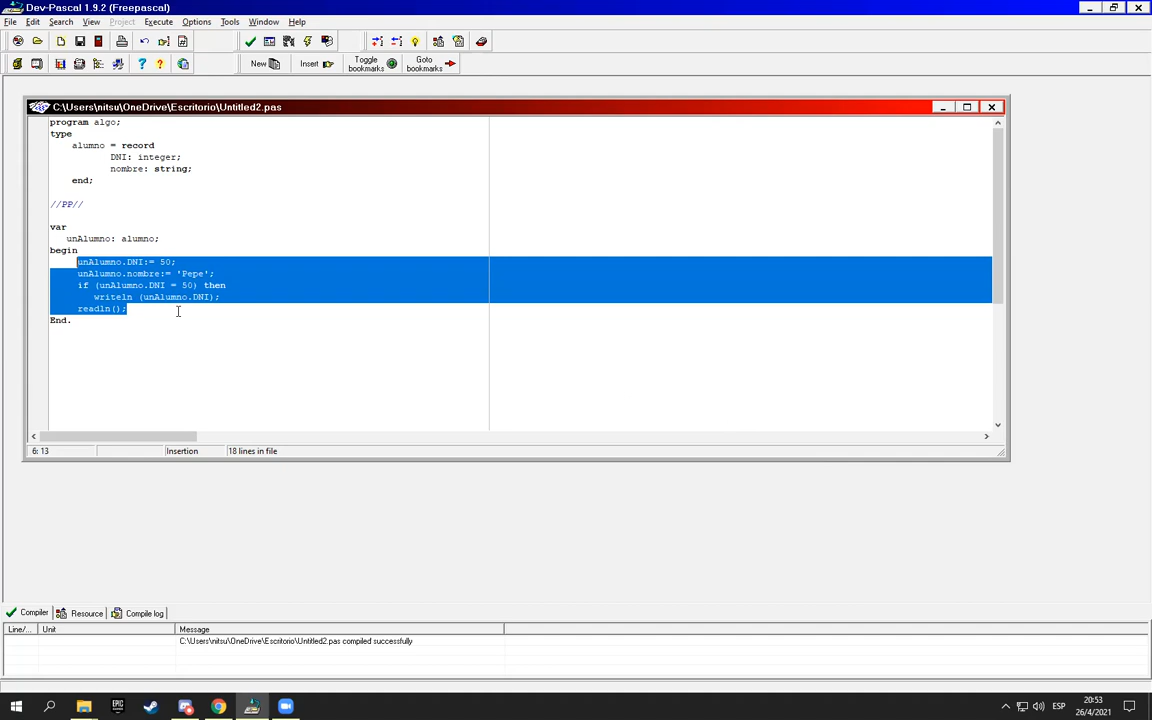 Dev-Pascal 1.9.2 (Freepascal)
File Edit Search View Project Execute Options Tools Window Help
New Insert Toggle bookmarks Goto bookmarks
C:\Users\nitsu\OneDrive\Escritorio\Untitled2.pas
program algo;
type
alumno = record
DNI: integer;
nombre: string;
end;
//PP//
var
unAlumno: alumno;
begin
unAlumno.DNI:= 50;
unAlumno.nombre:= 'Pepe';
if (unAlumno.DNI = 50) then
writeln (unAlumno.DNI);
readln();
End.
6: 13 Insertion 18 lines in file
Compiler Resource Compile log
Line/... Unit Message
C:\Users\nitsu\OneDrive\Escritorio\Untitled2.pas compiled successfully
EPIC
ESP
20:53
26/4/2021